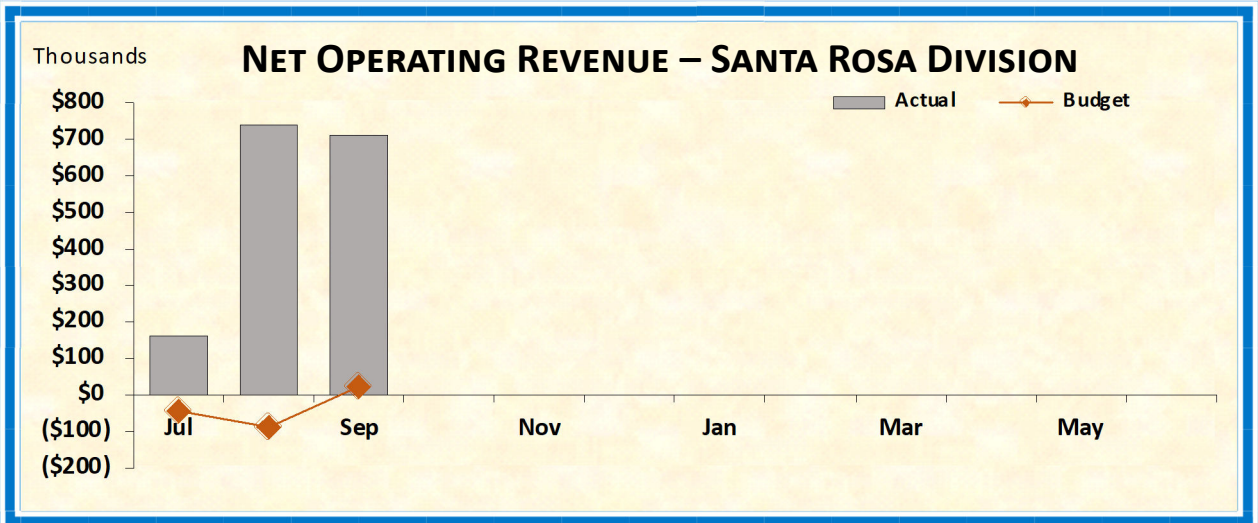 Thousands
NET OPERATING REVENUE – SANTA ROSA DIVISION
Actual Budget
$800
$700
$600
$500
$400
$300
$200
$100
$0
($100)
($200)
Jul Sep Nov Jan Mar May